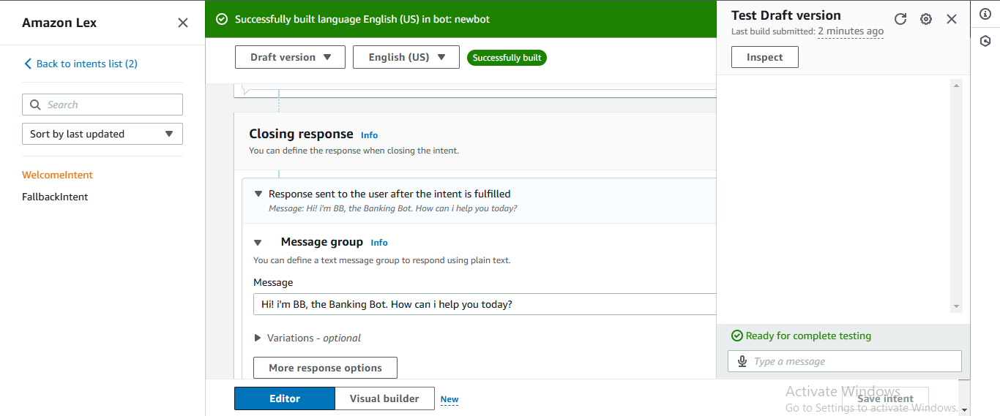 Amazon Lex
Back to intents list (2)
Search
Sort by last updated
WelcomeIntent
FallbackIntent
Successfully built language English (US) in bot: newbot
Draft version
English (US)
Successfully built
Closing response Info
You can define the response when closing the intent.
Response sent to the user after the intent is fulfilled
Message: Hi! i'm BB, the Banking Bot. How can i help you today?
Message group Info
You can define a text message group to respond using plain text.
Message
Hi! i'm BB, the Banking Bot. How can i help you today?
Variations - optional
More response options
Editor
Visual builder
New
Test Draft version
Last build submitted: 2 minutes ago
Inspect
Ready for complete testing
Type a message
Activate Windows
Save intent
Go to Settings to activate Windows.